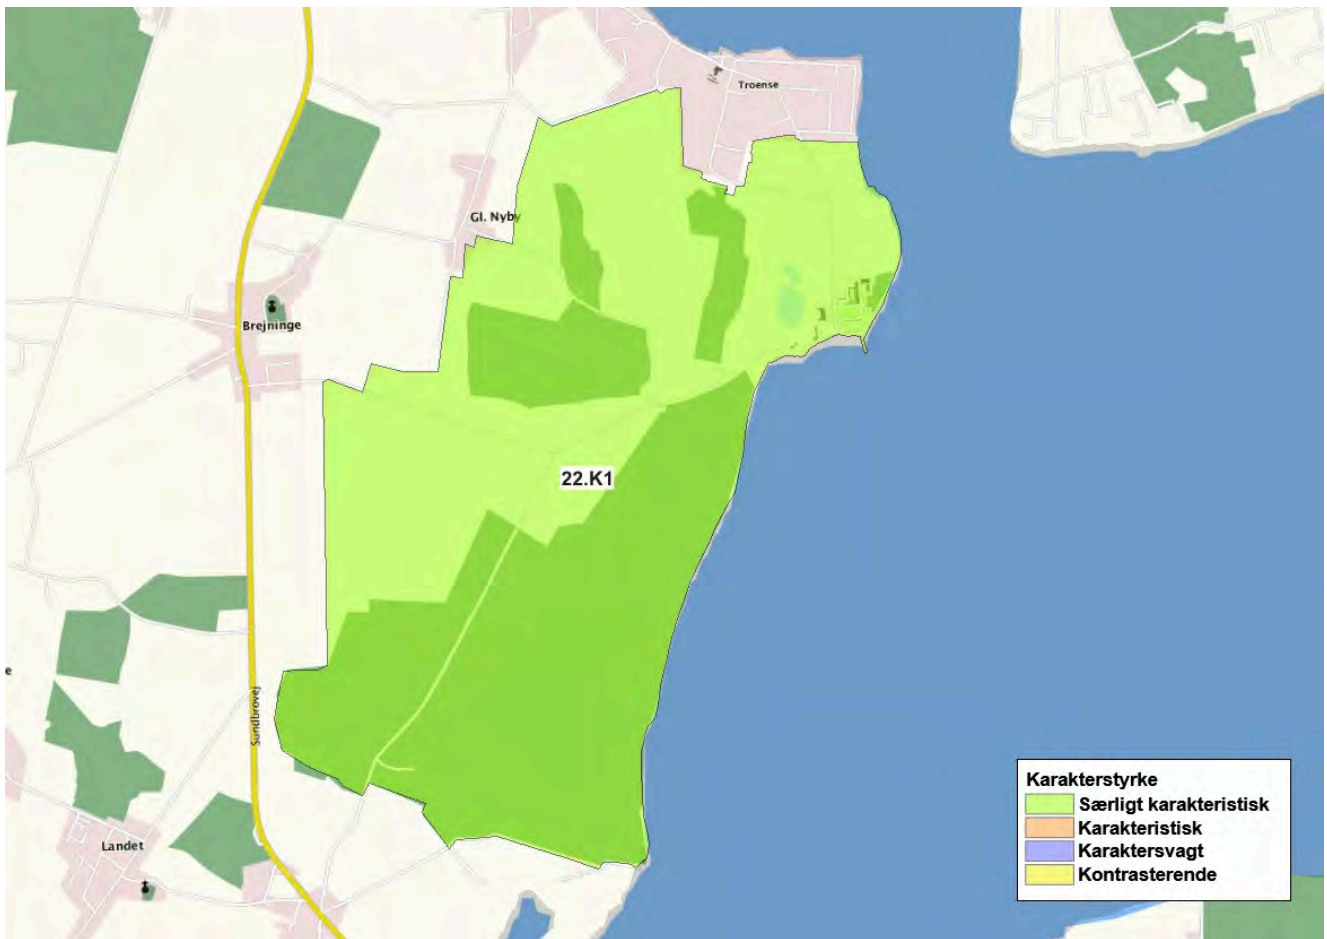 Troense
Gl. Nyby
Brejninge
22.K1
e
Sundbrovej
Landet
Karakterstyrke
Særligt karakteristisk
Karakteristisk
Karaktersvagt
Kontrasterende